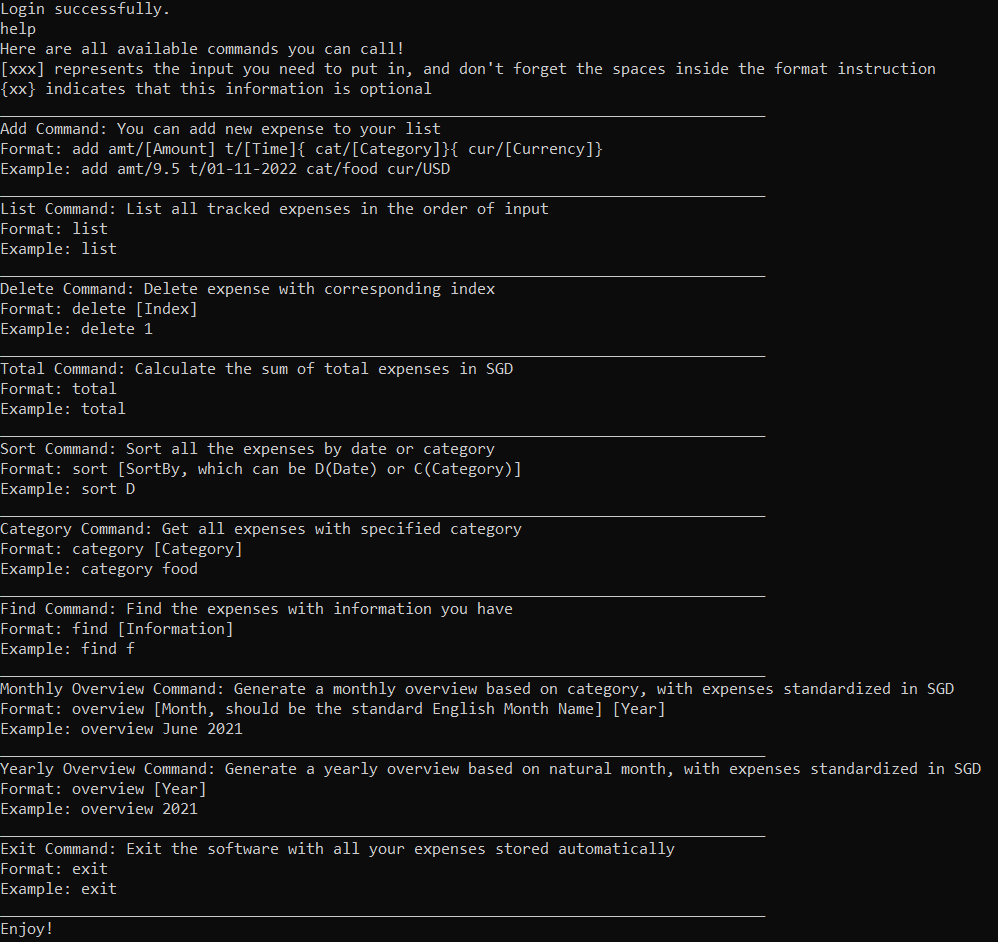 Login successfully.
help
Here are all available commands you can call!
[xxx] represents the input you need to put in, and don't forget the spaces inside the format instruction
{xx} indicates that this information is optional
_____________________________________________________________________________________
Add Command: You can add new expense to your list
Format: add amt/[Amount] t/[Time]{ cat/[Category]}{ cur/[Currency]}
Example: add amt/9.5 t/01-11-2022 cat/food cur/USD
_____________________________________________________________________________________
List Command: List all tracked expenses in the order of input
Format: list
Example: list
_____________________________________________________________________________________
Delete Command: Delete expense with corresponding index
Format: delete [Index]
Example: delete 1
_____________________________________________________________________________________
Total Command: Calculate the sum of total expenses in SGD
Format: total
Example: total
_____________________________________________________________________________________
Sort Command: Sort all the expenses by date or category
Format: sort [SortBy, which can be D(Date) or C(Category)]
Example: sort D
_____________________________________________________________________________________
Category Command: Get all expenses with specified category
Format: category [Category]
Example: category food
_____________________________________________________________________________________
Find Command: Find the expenses with information you have
Format: find [Information]
Example: find f
_____________________________________________________________________________________
Monthly Overview Command: Generate a monthly overview based on category, with expenses standardized in SGD
Format: overview [Month, should be the standard English Month Name] [Year]
Example: overview June 2021
_____________________________________________________________________________________
Yearly Overview Command: Generate a yearly overview based on natural month, with expenses standardized in SGD
Format: overview [Year]
Example: overview 2021
_____________________________________________________________________________________
Exit Command: Exit the software with all your expenses stored automatically
Format: exit
Example: exit
_____________________________________________________________________________________
Enjoy!